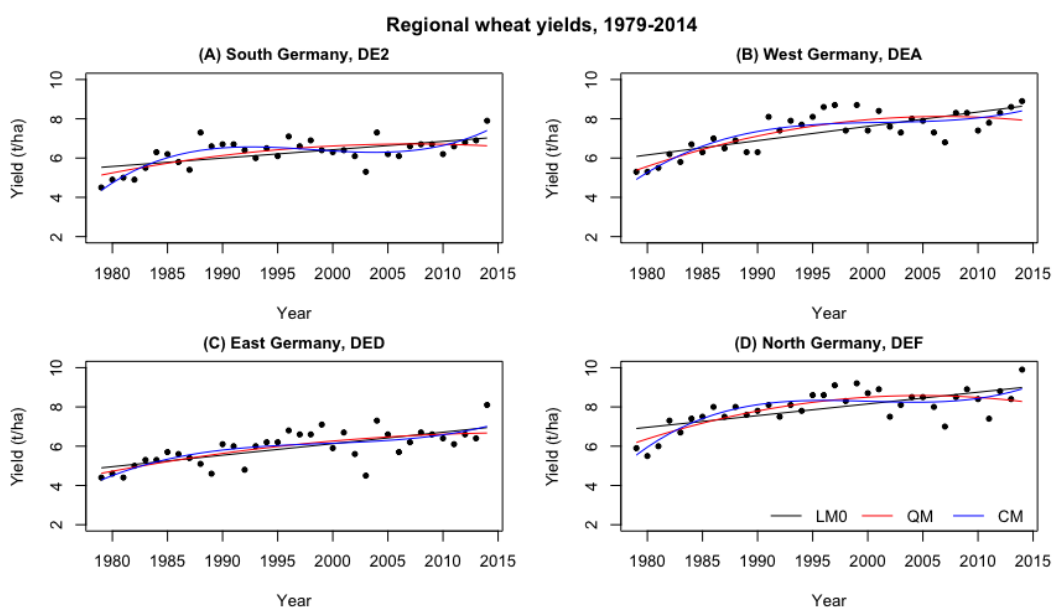 Regional wheat yields, 1979-2014
(A) South Germany, DE2
Yield (t/ha)
2 4 6 8 10
1980 1985 1990 1995 2000 2005 2010 2015
Year
(B) West Germany, DEA
Yield (t/ha)
2 4 6 8 10
1980 1985 1990 1995 2000 2005 2010 2015
Year
(C) East Germany, DED
Yield (t/ha)
2 4 6 8 10
1980 1985 1990 1995 2000 2005 2010 2015
Year
(D) North Germany, DEF
Yield (t/ha)
2 4 6 8 10
LM0 QM CM
1980 1985 1990 1995 2000 2005 2010 2015
Year